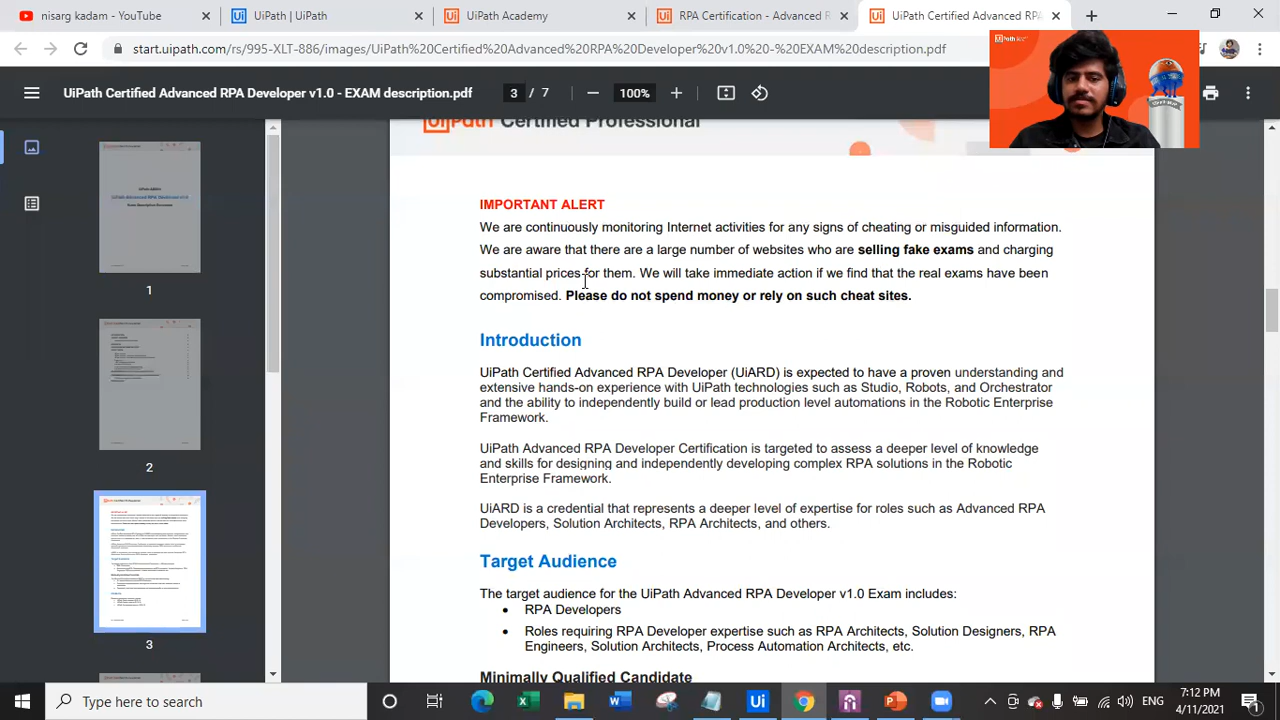 nisarg kadam - YouTube
UiPath | UiPath
UiPath Academy
RPA Certification - Advanced R
UiPath Certified Advanced RPA
start.uipath.com/rs/995-XLT-
images/UiPath%20Certified%20Advanced%20RPA%20Developer%20v1.0%20-%20EXAM%20description.pdf
UiPath Certified Advanced RPA Developer v1.0 - EXAM description.pdf
3 / 7
100%
UiPath Certified Professional
IMPORTANT ALERT
We are continuously monitoring Internet activities for any signs of cheating or misguided information.
We are aware that there are a large number of websites who are selling fake exams and charging
substantial prices for them. We will take immediate action if we find that the real exams have been
compromised. Please do not spend money or rely on such cheat sites.
Introduction
UiPath Certified Advanced RPA Developer (UiARD) is expected to have a proven understanding and
extensive hands-on experience with UiPath technologies such as Studio, Robots, and Orchestrator
and the ability to independently build or lead production level automations in the Robotic Enterprise
Framework.
UiPath Advanced RPA Developer Certification is targeted to assess a deeper level of knowledge
and skills for designing and independently developing complex RPA solutions in the Robotic
Enterprise Framework.
UiARD is a credential that represents a deeper level of expertise for roles such as Advanced RPA
Developers, Solution Architects, RPA Architects, and others.
Target Audience
The target audience for the UiPath Advanced RPA Developer v1.0 Exam includes:
• RPA Developers
• Roles requiring RPA Developer expertise such as RPA Architects, Solution Designers, RPA
Engineers, Solution Architects, Process Automation Architects, etc.
Minimally Qualified Candidate
1
2
3
Type here to search
ENG
7:12 PM
4/11/2021